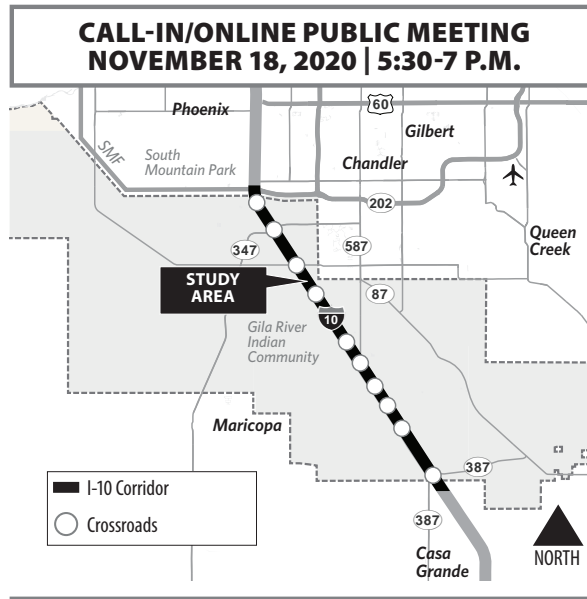 CALL-IN/ONLINE PUBLIC MEETING
NOVEMBER 18, 2020 | 5:30-7 P.M.
Phoenix
60
Gilbert
SMF
South
Mountain Park
Chandler
202
347
587
Queen
Creek
STUDY
AREA
87
10
Gila River
Indian
Community
Maricopa
387
I-10 Corridor
Crossroads
387
Casa
Grande
NORTH